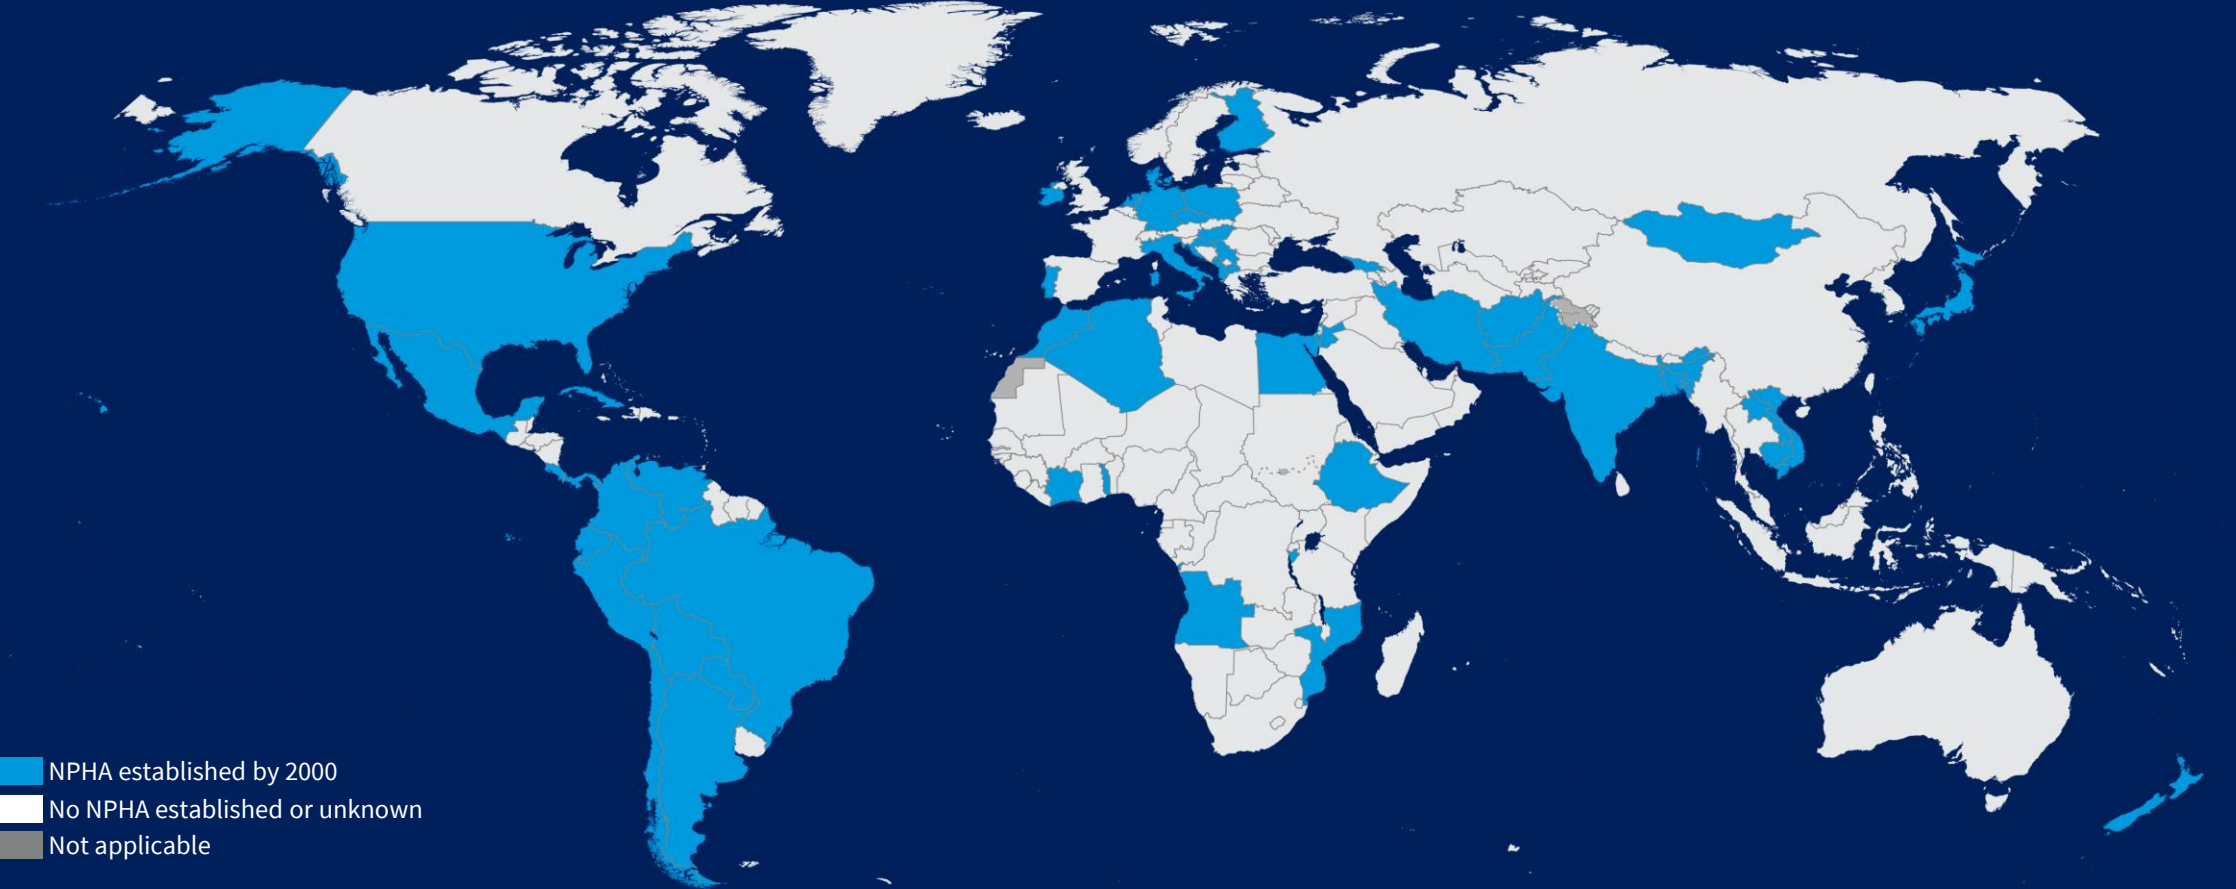 NPHA established by 2000
No NPHA established or unknown
Not applicable